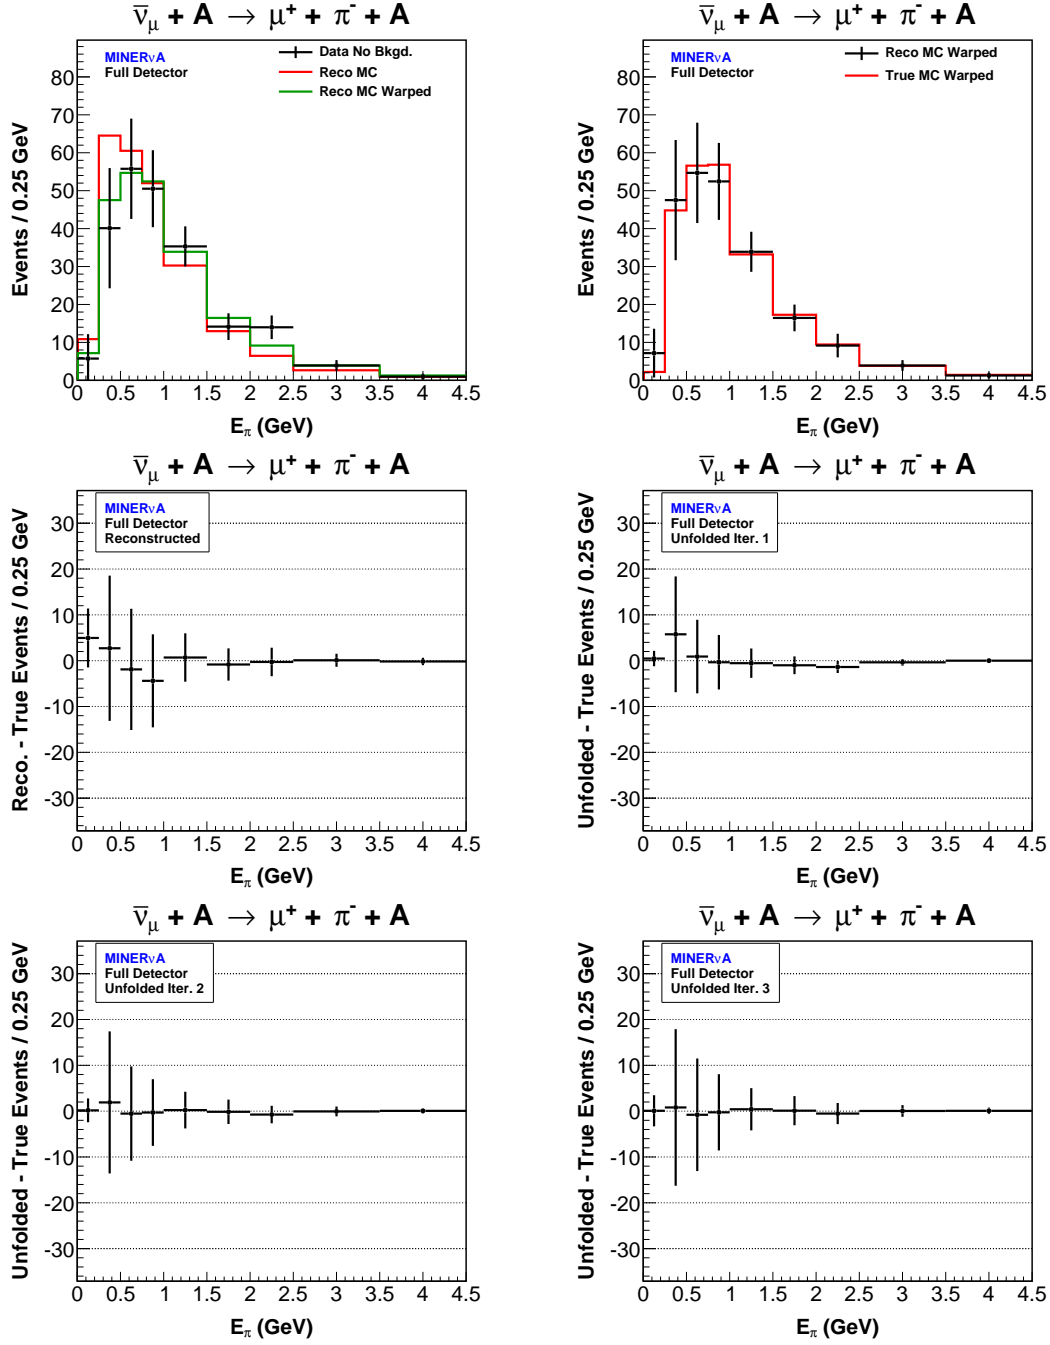 ν̄μ + A → μ⁺ + π⁻ + A
MINERνA
Full Detector
Data No Bkgd.
Reco MC
Reco MC Warped
Events / 0.25 GeV
80
70
60
50
40
30
20
10
0
0 0.5 1 1.5 2 2.5 3 3.5 4 4.5
Eπ (GeV)
ν̄μ + A → μ⁺ + π⁻ + A
MINERνA
Full Detector
Reco MC Warped
True MC Warped
Events / 0.25 GeV
80
70
60
50
40
30
20
10
0
0 0.5 1 1.5 2 2.5 3 3.5 4 4.5
Eπ (GeV)
ν̄μ + A → μ⁺ + π⁻ + A
MINERνA
Full Detector
Reconstructed
Reco. - True Events / 0.25 GeV
30
20
10
0
-10
-20
-30
0 0.5 1 1.5 2 2.5 3 3.5 4 4.5
Eπ (GeV)
ν̄μ + A → μ⁺ + π⁻ + A
MINERνA
Full Detector
Unfolded Iter. 1
Unfolded - True Events / 0.25 GeV
30
20
10
0
-10
-20
-30
0 0.5 1 1.5 2 2.5 3 3.5 4 4.5
Eπ (GeV)
ν̄μ + A → μ⁺ + π⁻ + A
MINERνA
Full Detector
Unfolded Iter. 2
Unfolded - True Events / 0.25 GeV
30
20
10
0
-10
-20
-30
0 0.5 1 1.5 2 2.5 3 3.5 4 4.5
Eπ (GeV)
ν̄μ + A → μ⁺ + π⁻ + A
MINERνA
Full Detector
Unfolded Iter. 3
Unfolded - True Events / 0.25 GeV
30
20
10
0
-10
-20
-30
0 0.5 1 1.5 2 2.5 3 3.5 4 4.5
Eπ (GeV)